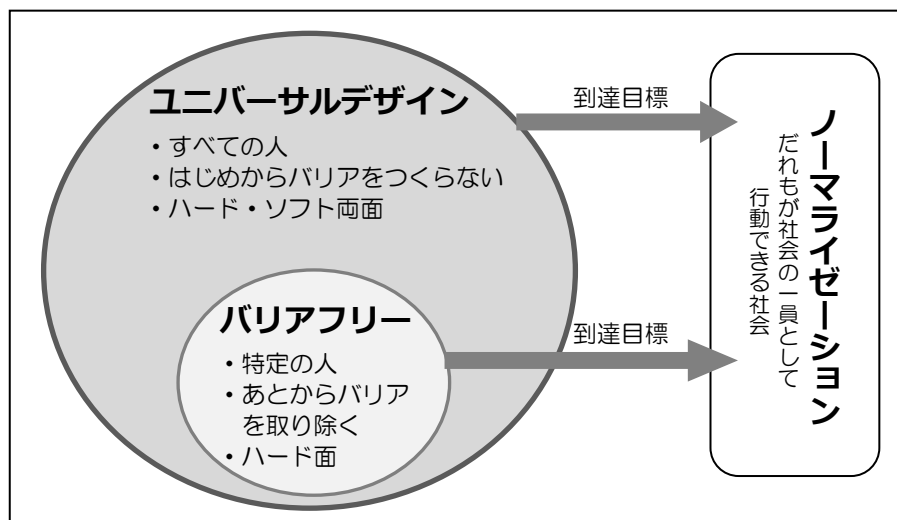 ユニバーサルデザイン
・すべての人
・はじめからバリアをつくらない
・ハード・ソフト両面
バリアフリー
・特定の人
・あとからバリア
を取り除く
・ハード面
到達目標
到達目標
ノーマライゼーション
だれもが社会の一員として
行動できる社会